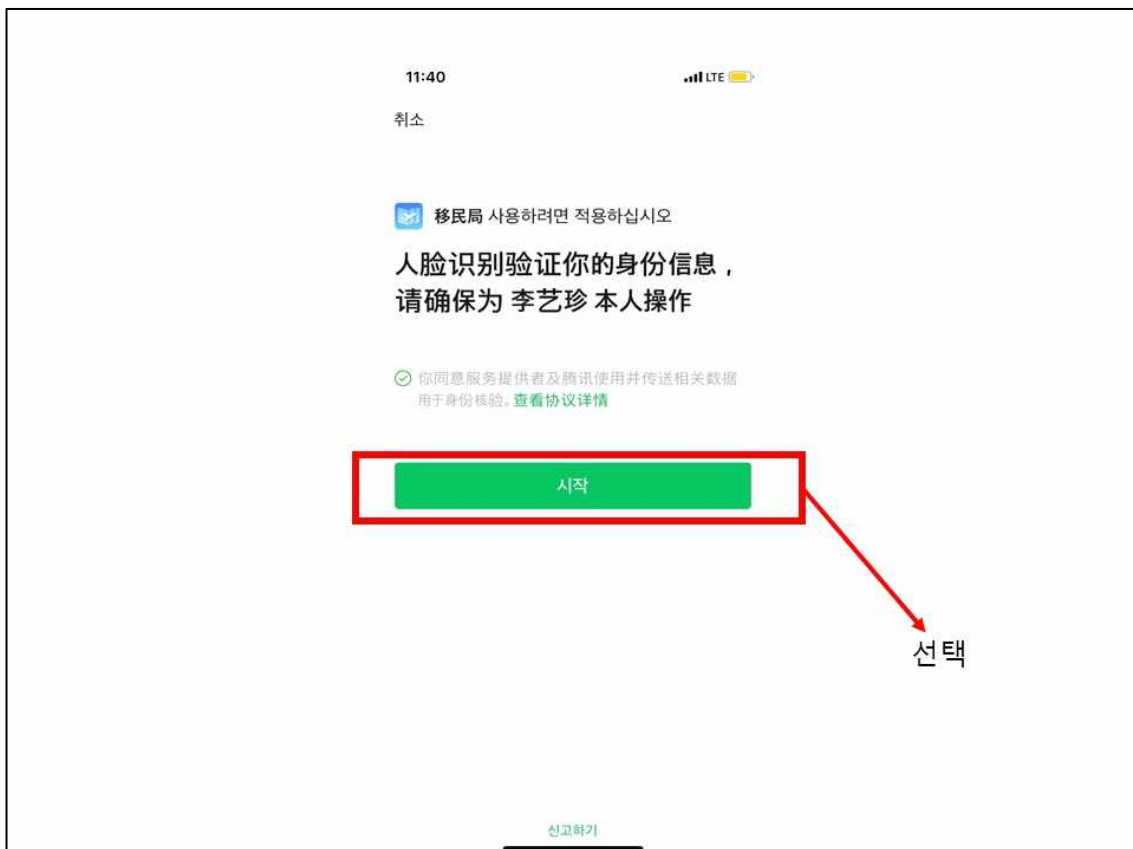 11:40 LTE
취소
移民局 사용하려면 적용하십시오
人脸识别验证你的身份信息，
请确保为 李艺珍 本人操作
你同意服务提供者及腾讯使用并传送相关数据
用于身份核验。查看协议详情
시작
선택
신고하기